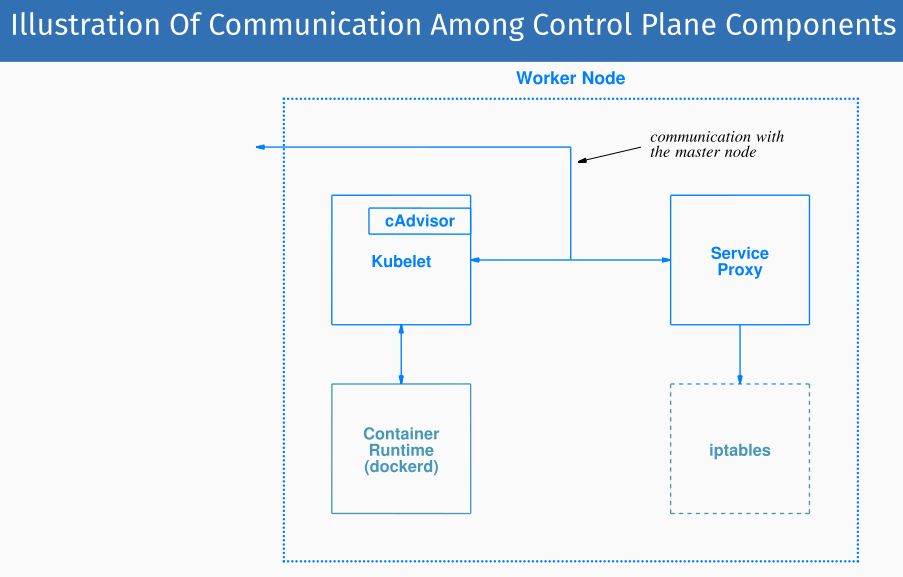 Illustration Of Communication Among Control Plane Components
Worker Node
communication with
the master node
cAdvisor
Kubelet
Service
Proxy
Container
Runtime
(dockerd)
iptables